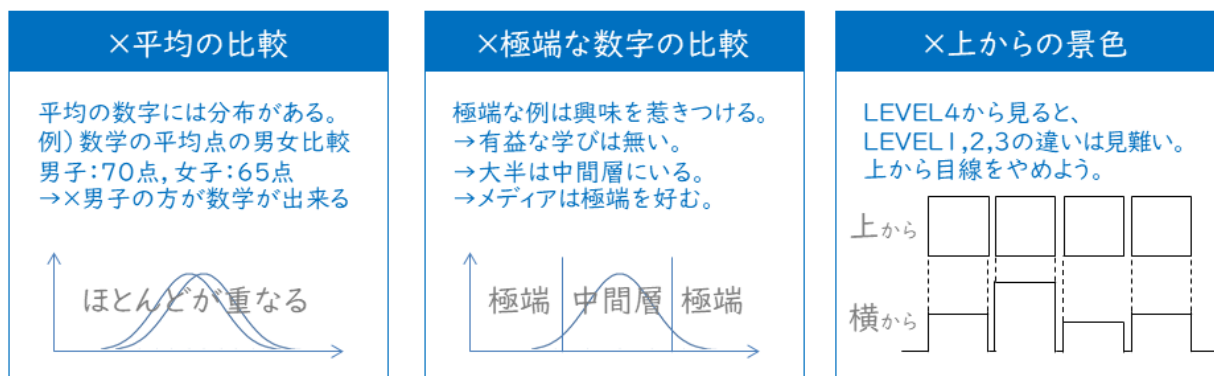 ×平均の比較
平均の数字には分布がある。
例)数学の平均点の男女比較
男子:70点,女子:65点
→×男子の方が数学が出来る
ほとんどが重なる
×極端な数字の比較
極端な例は興味を惹きつける。
→有益な学びは無い。
→大半は中間層にいる。
→メディアは極端を好む。
極端 中間層 極端
×上からの景色
LEVEL4から見ると、
LEVEL1,2,3の違いは見難い。
上から目線をやめよう。
上から
横から